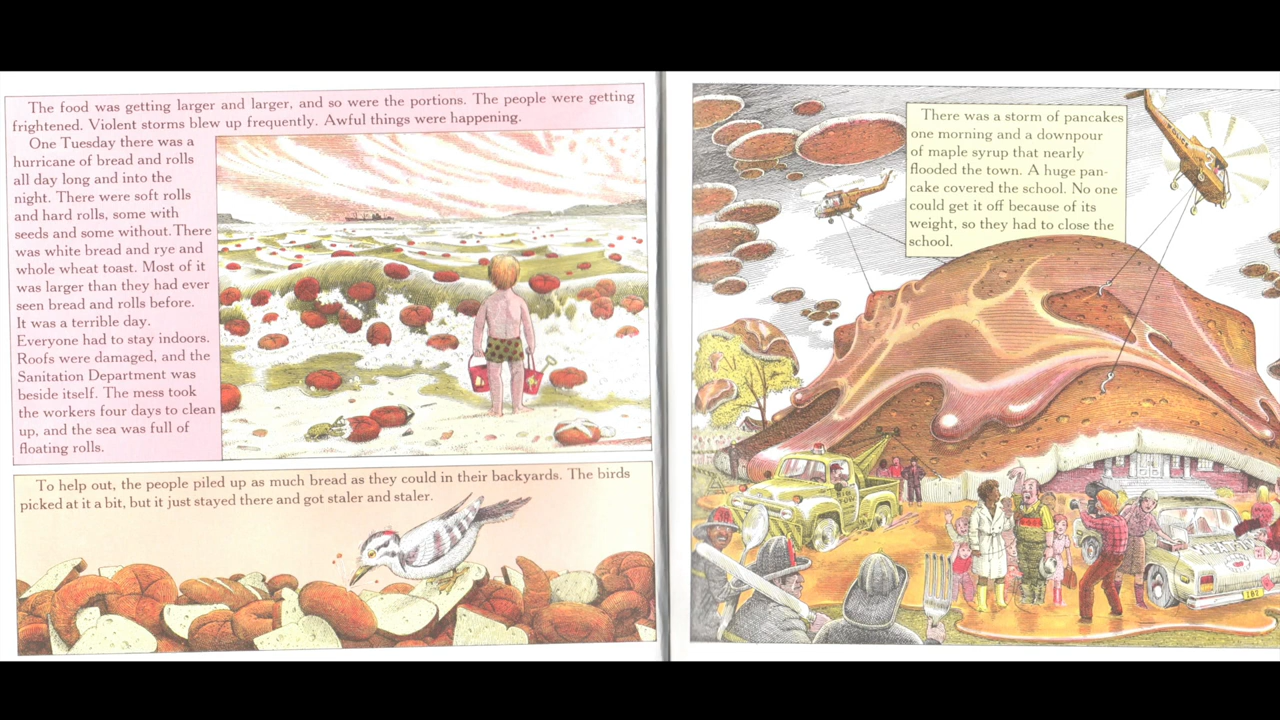 The food was getting larger and larger, and so were the portions. The people were getting
frightened. Violent storms blew up frequently. Awful things were happening.
One Tuesday there was a
hurricane of bread and rolls
all day long and into the
night. There were soft rolls
and hard rolls, some with
seeds and some without. There
was white bread and rye and
whole wheat toast. Most of it
was larger than they had ever
seen bread and rolls before.
It was a terrible day.
Everyone had to stay indoors.
Roofs were damaged, and the
Sanitation Department was
beside itself. The mess took
the workers four days to clean
up, and the sea was full of
floating rolls.
To help out, the people piled up as much bread as they could in their backyards. The birds
picked at it a bit, but it just stayed there and got staler and staler.
There was a storm of pancakes
one morning and a downpour
of maple syrup that nearly
flooded the town. A huge pan-
cake covered the school. No one
could get it off because of its
weight, so they had to close the
school.
POLICE